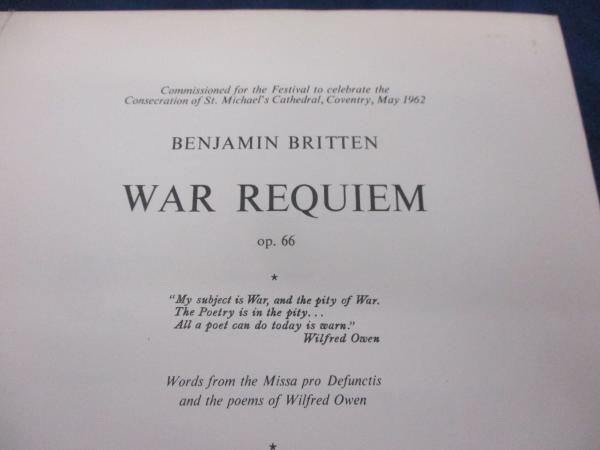 Commissioned for the Festival to celebrate the
Consecration of St. Michael's Cathedral, Coventry, May 1962
BENJAMIN BRITTEN
WAR REQUIEM
op. 66
*
"My subject is War, and the pity of War.
The Poetry is in the pity...
All a poet can do today is warn."
Wilfred Owen
Words from the Missa pro Defunctis
and the poems of Wilfred Owen
*